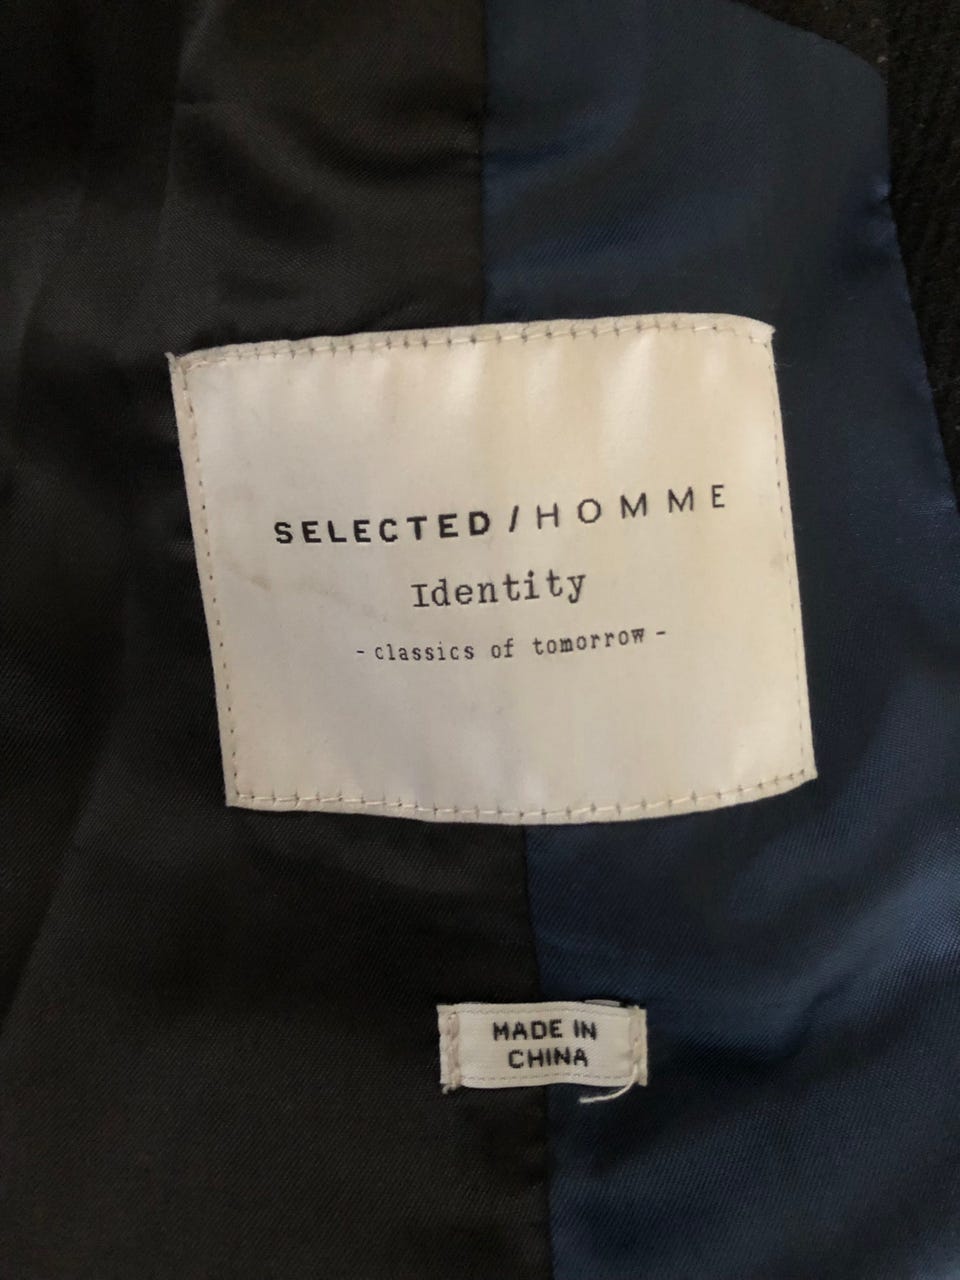 SELECTED / HOMME
Identity
- classics of tomorrow -
MADE IN
CHINA